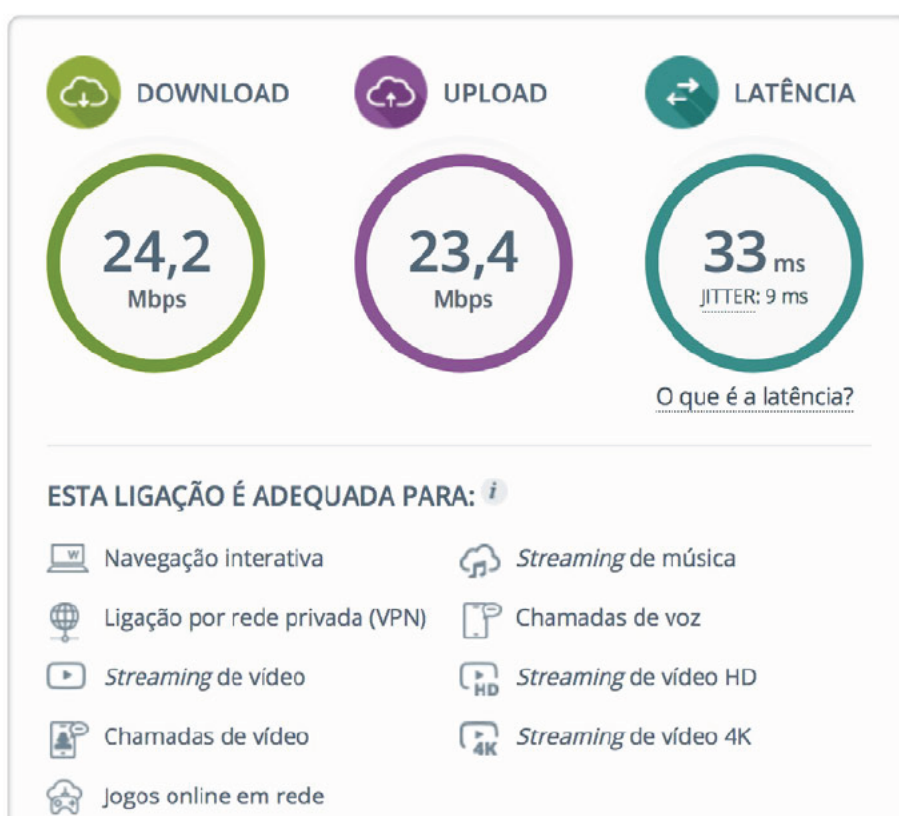 DOWNLOAD
UPLOAD
LATÊNCIA
24,2
Mbps
23,4
Mbps
33 ms
JITTER: 9 ms
O que é a latência?
ESTA LIGAÇÃO É ADEQUADA PARA: i
W
Navegação interativa
Streaming de música
Ligação por rede privada (VPN)
Chamadas de voz
Streaming de vídeo
HD
Streaming de vídeo HD
Chamadas de vídeo
4K
Streaming de vídeo 4K
Jogos online em rede